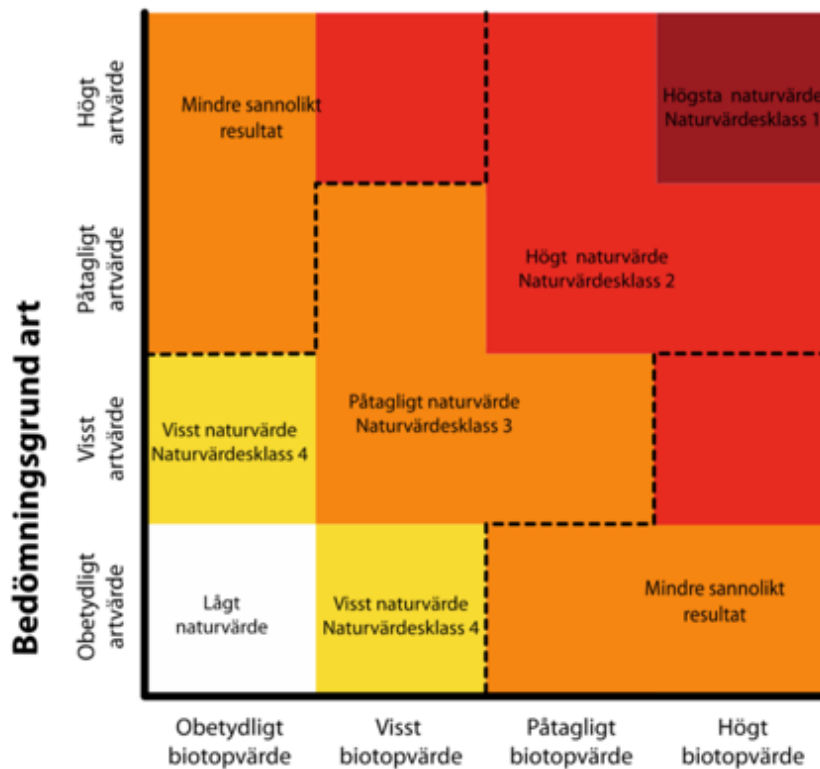 Bedömningsgrund art
Högt
artvärde
Påtagligt
artvärde
Visst
artvärde
Obetydligt
artvärde
Mindre sannolikt
resultat
Högsta naturvärde
Naturvärdesklass 1
Högt naturvärde
Naturvärdesklass 2
Påtagligt naturvärde
Naturvärdesklass 3
Visst naturvärde
Naturvärdesklass 4
Lågt
naturvärde
Visst naturvärde
Naturvärdesklass 4
Mindre sannolikt
resultat
Obetydligt
biotopvärde
Visst
biotopvärde
Påtagligt
biotopvärde
Högt
biotopvärde